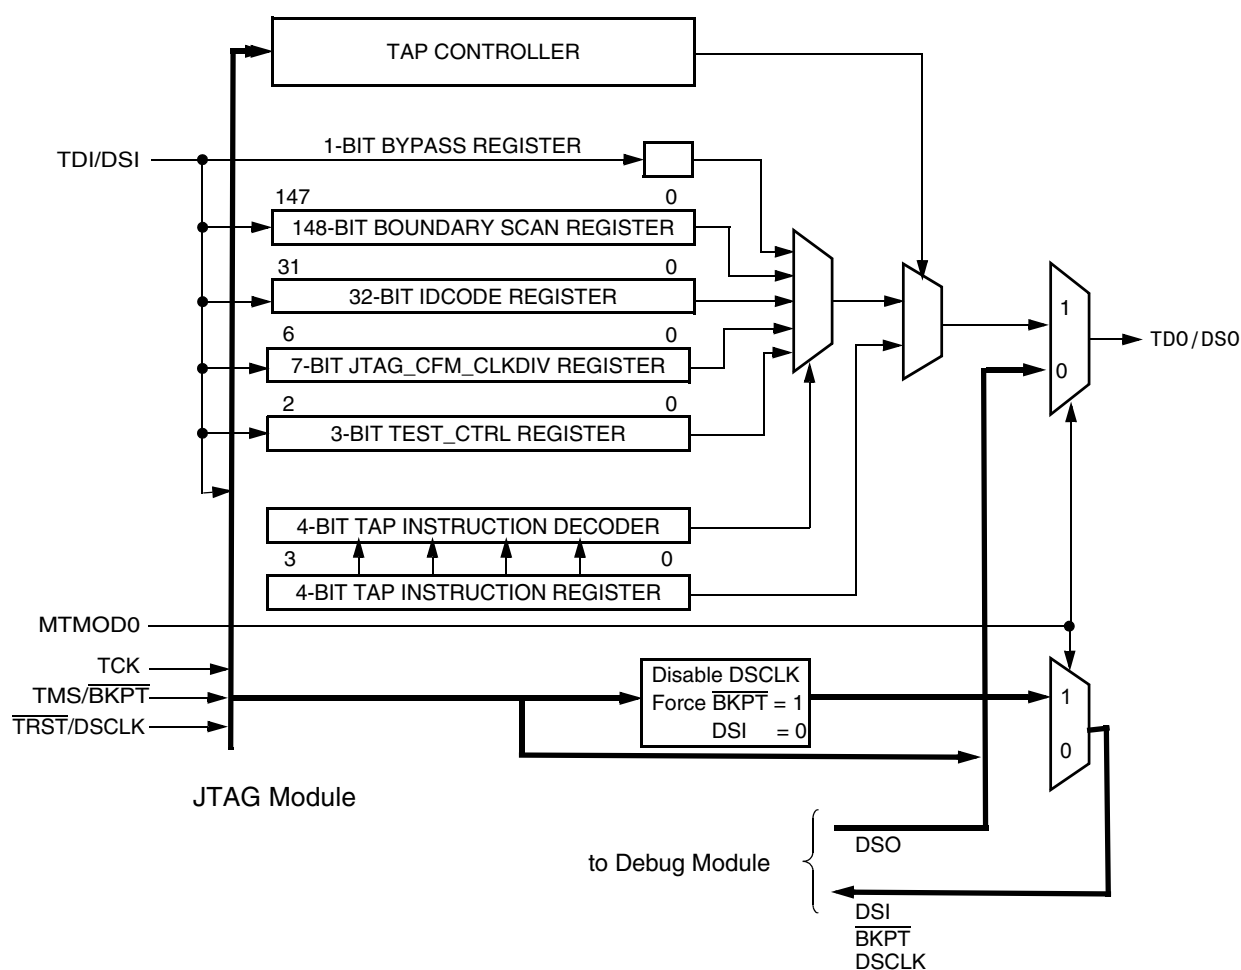 TAP CONTROLLER
TDI/DSI
1-BIT BYPASS REGISTER
147 0
148-BIT BOUNDARY SCAN REGISTER
31 0
32-BIT IDCODE REGISTER
6 0
7-BIT JTAG_CFM_CLKDIV REGISTER
2 0
3-BIT TEST_CTRL REGISTER
1
0
TDO/DSO
4-BIT TAP INSTRUCTION DECODER
3 0
4-BIT TAP INSTRUCTION REGISTER
MTMOD0
TCK
TMS/BKPT
TRST/DSCLK
Disable DSCLK
Force BKPT = 1
DSI = 0
1
0
JTAG Module
to Debug Module
DSO
DSI
BKPT
DSCLK